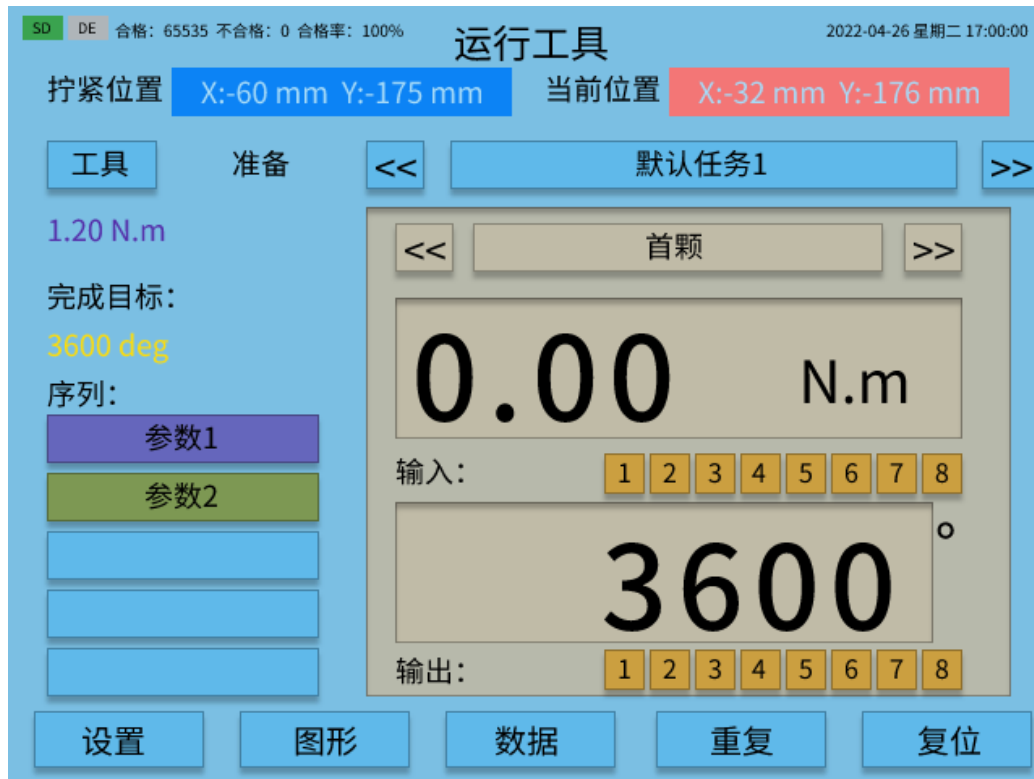 SD DE 合格：65535 不合格：0 合格率：100% 运行工具 2022-04-26 星期二 17:00:00
拧紧位置 X:-60 mm Y:-175 mm 当前位置 X:-32 mm Y:-176 mm
工具 准备 << 默认任务1 >>
1.20 N.m
<< 首颗 >>
完成目标：
3600 deg
0.00 N.m
序列：
参数1
输入： 1 2 3 4 5 6 7 8
参数2
3600 °
输出： 1 2 3 4 5 6 7 8
设置 图形 数据 重复 复位